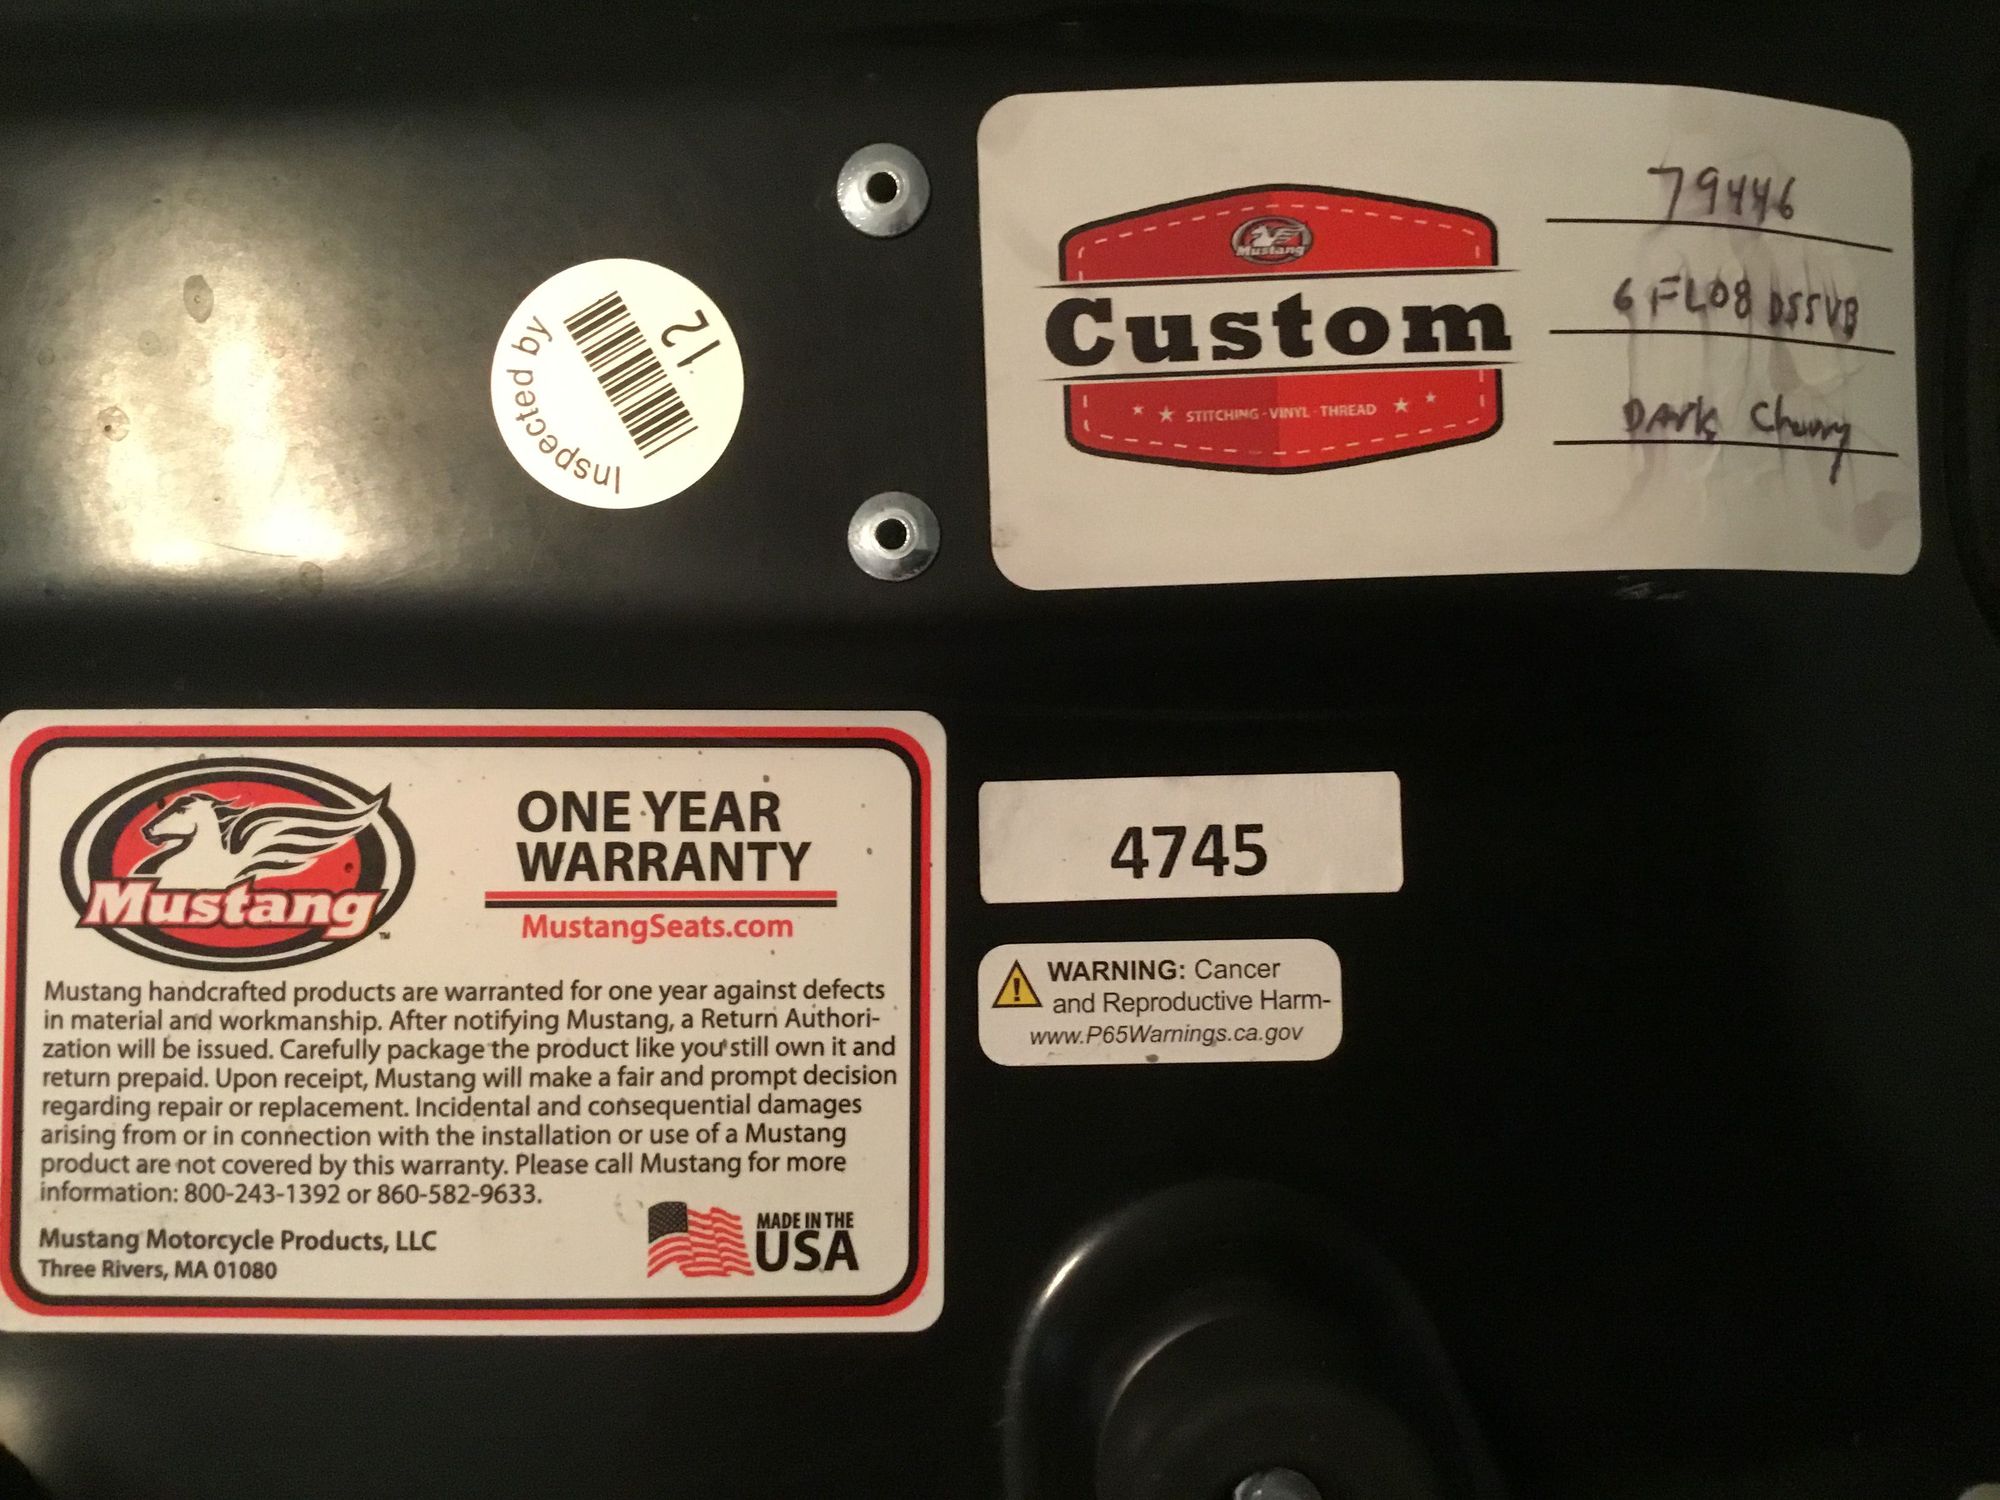 79446
Mustang
6 FL08 DSSVB
Custom
STITCHING - VINYL - THREAD
Dark Cherry
Inspected by
12
Mustang™
ONE YEAR
WARRANTY
MustangSeats.com
Mustang handcrafted products are warranted for one year against defects
in material and workmanship. After notifying Mustang, a Return Authori-
zation will be issued. Carefully package the product like you still own it and
return prepaid. Upon receipt, Mustang will make a fair and prompt decision
regarding repair or replacement. Incidental and consequential damages
arising from or in connection with the installation or use of a Mustang
product are not covered by this warranty. Please call Mustang for more
information: 800-243-1392 or 860-582-9633.
Mustang Motorcycle Products, LLC
Three Rivers, MA 01080
MADE IN THE
USA
4745
WARNING: Cancer
and Reproductive Harm-
www.P65Warnings.ca.gov